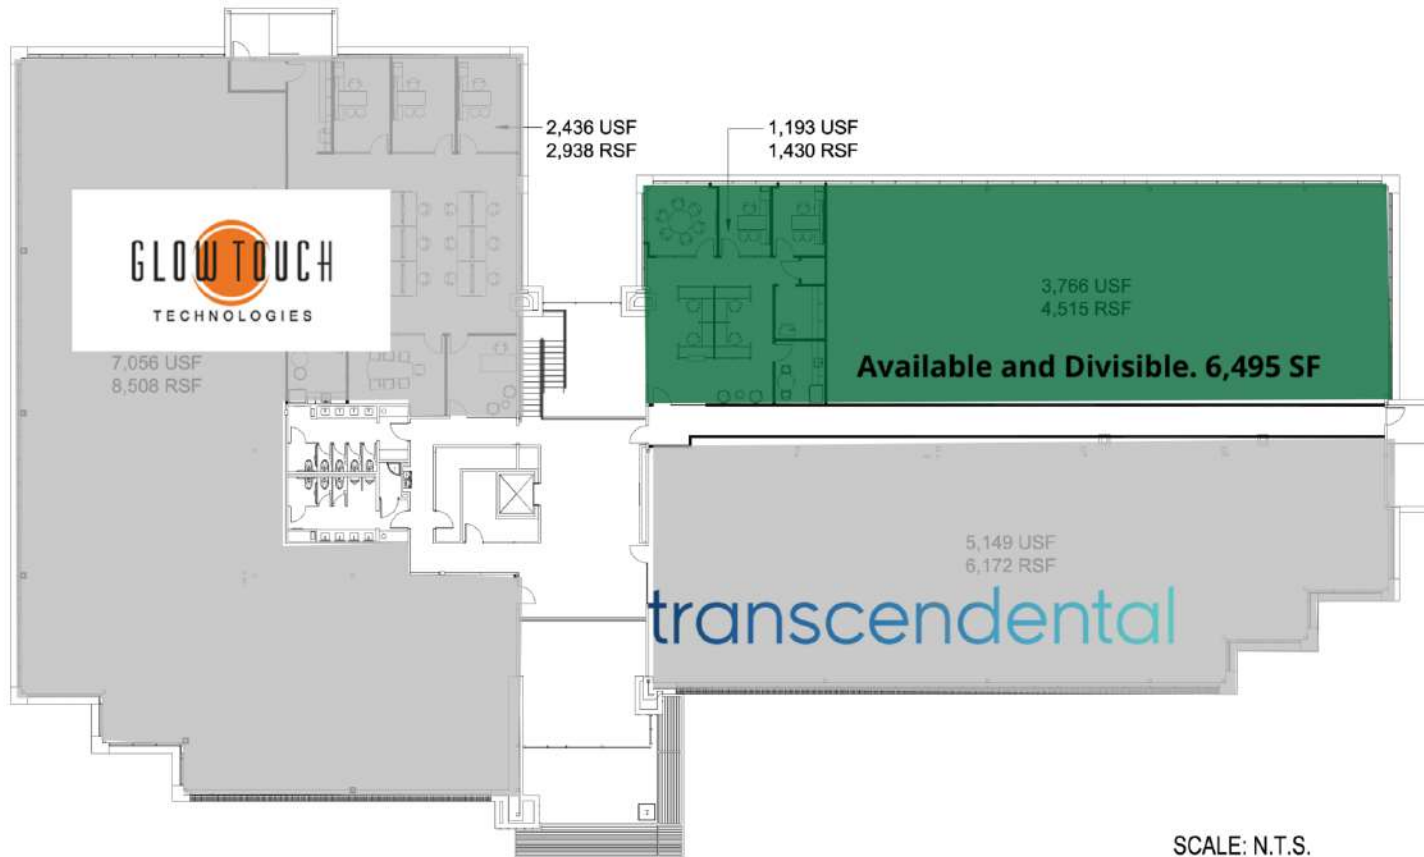 2,436 USF
2,938 RSF
1,193 USF
1,430 RSF
GLOW TOUCH
TECHNOLOGIES
7,056 USF
8,508 RSF
3,766 USF
4,515 RSF
Available and Divisible. 6,495 SF
5,149 USF
6,172 RSF
transcendental
SCALE: N.T.S.